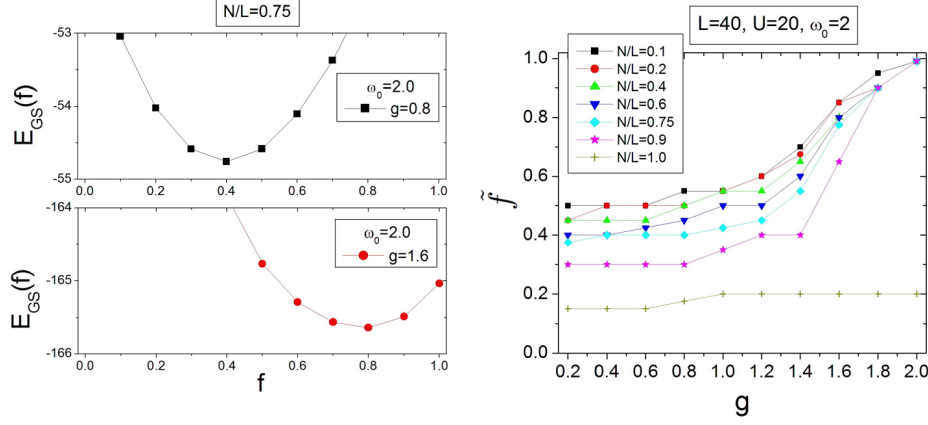 N/L=0.75
-53
-54
-55
E_GS(f)
ω₀=2.0
g=0.8
0.0 0.2 0.4 0.6 0.8 1.0
-164
-165
-166
E_GS(f)
ω₀=2.0
g=1.6
0.0 0.2 0.4 0.6 0.8 1.0
f
L=40, U=20, ω₀=2
N/L=0.1
N/L=0.2
N/L=0.4
N/L=0.6
N/L=0.75
N/L=0.9
N/L=1.0
1.0
0.8
0.6
0.4
0.2
0.0
f̃
0.2 0.4 0.6 0.8 1.0 1.2 1.4 1.6 1.8 2.0
g